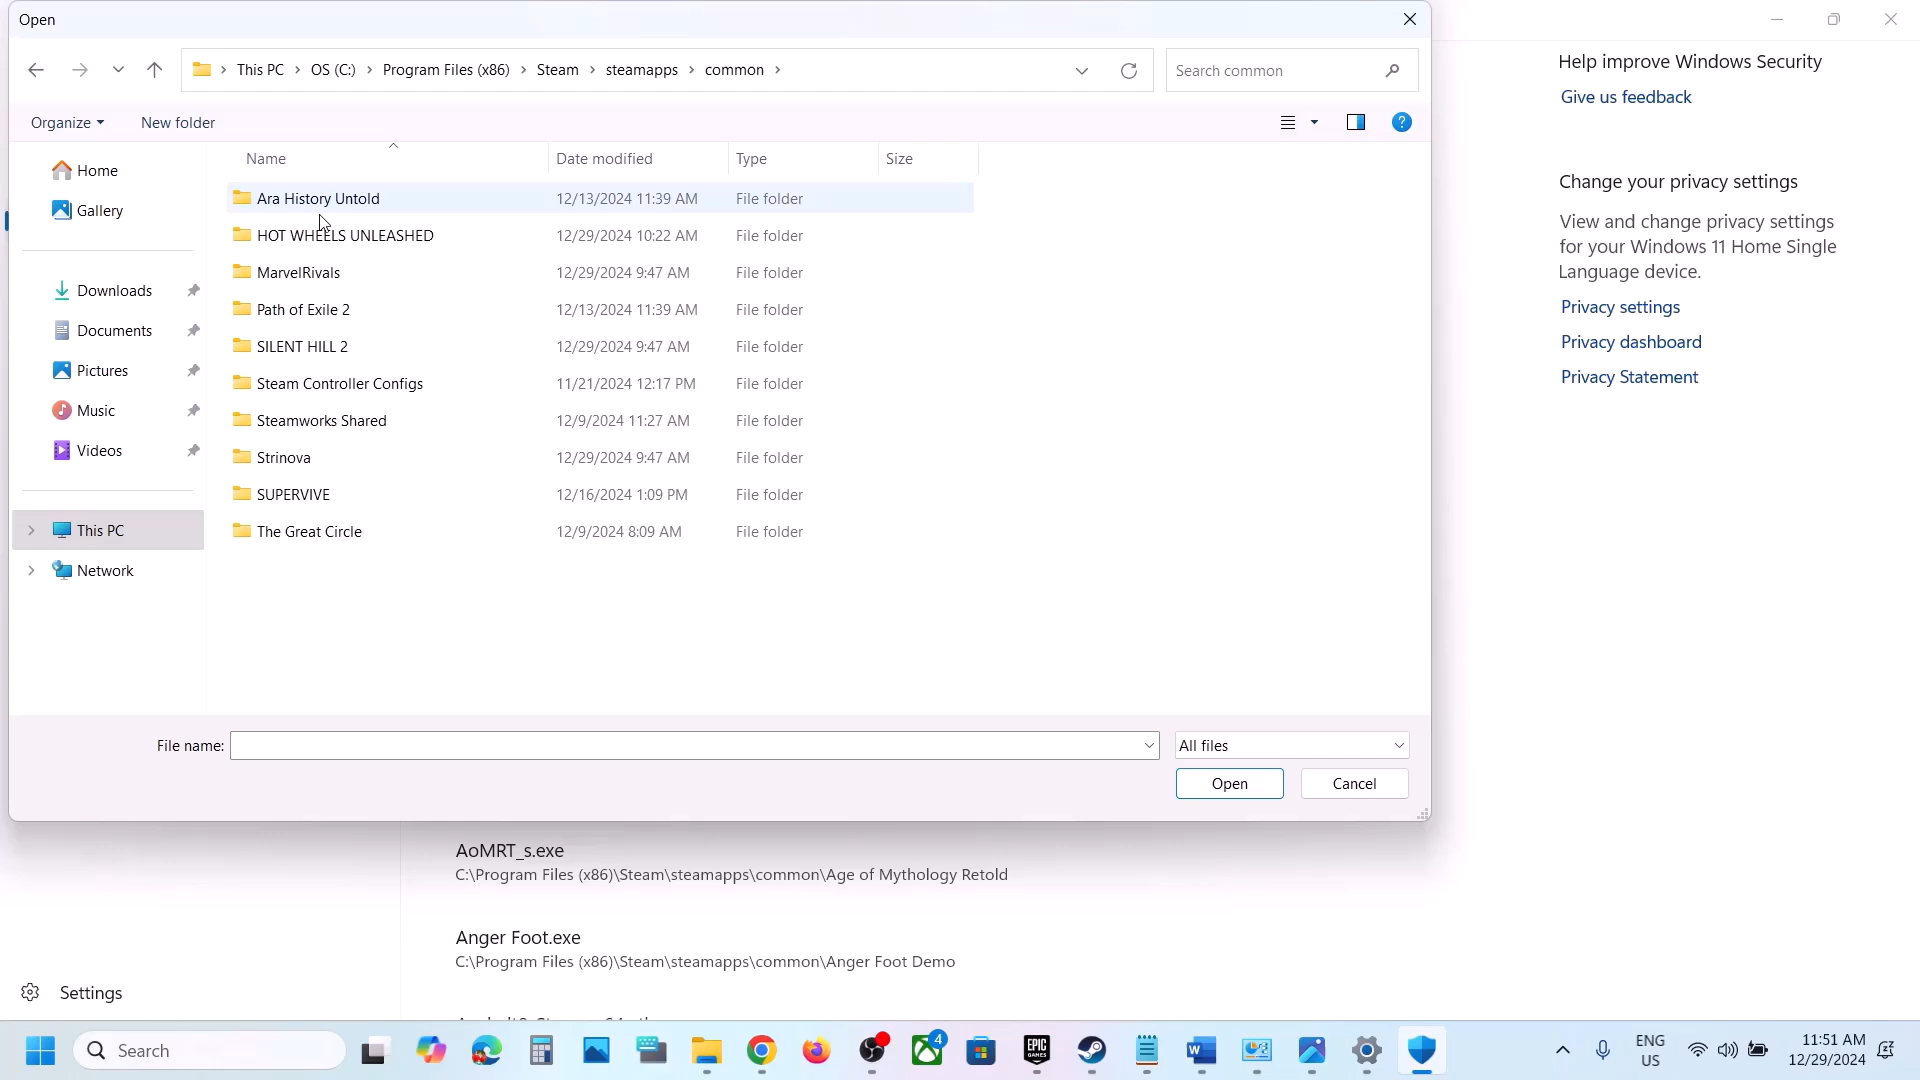 Open
This PC
OS (C:)
Program Files (x86)
Steam
steamapps
common
Search common
Organize
New folder
Name
Date modified
Type
Size
Home
Gallery
Downloads
Documents
Pictures
Music
Videos
This PC
Network
Ara History Untold 12/13/2024 11:39 AM File folder
HOT WHEELS UNLEASHED 12/29/2024 10:22 AM File folder
MarvelRivals 12/29/2024 9:47 AM File folder
Path of Exile 2 12/13/2024 11:39 AM File folder
SILENT HILL 2 12/29/2024 9:47 AM File folder
Steam Controller Configs 11/21/2024 12:17 PM File folder
Steamworks Shared 12/9/2024 11:27 AM File folder
Strinova 12/29/2024 9:47 AM File folder
SUPERVIVE 12/16/2024 1:09 PM File folder
The Great Circle 12/9/2024 8:09 AM File folder
File name:
All files
Open
Cancel
Help improve Windows Security
Give us feedback
Change your privacy settings
View and change privacy settings
for your Windows 11 Home Single
Language device.
Privacy settings
Privacy dashboard
Privacy Statement
AoMRT_s.exe
C:\Program Files (x86)\Steam\steamapps\common\Age of Mythology Retold
Anger Foot.exe
C:\Program Files (x86)\Steam\steamapps\common\Anger Foot Demo
Settings
Search
4
EPIC
GAMES
ENG
US
11:51 AM
12/29/2024